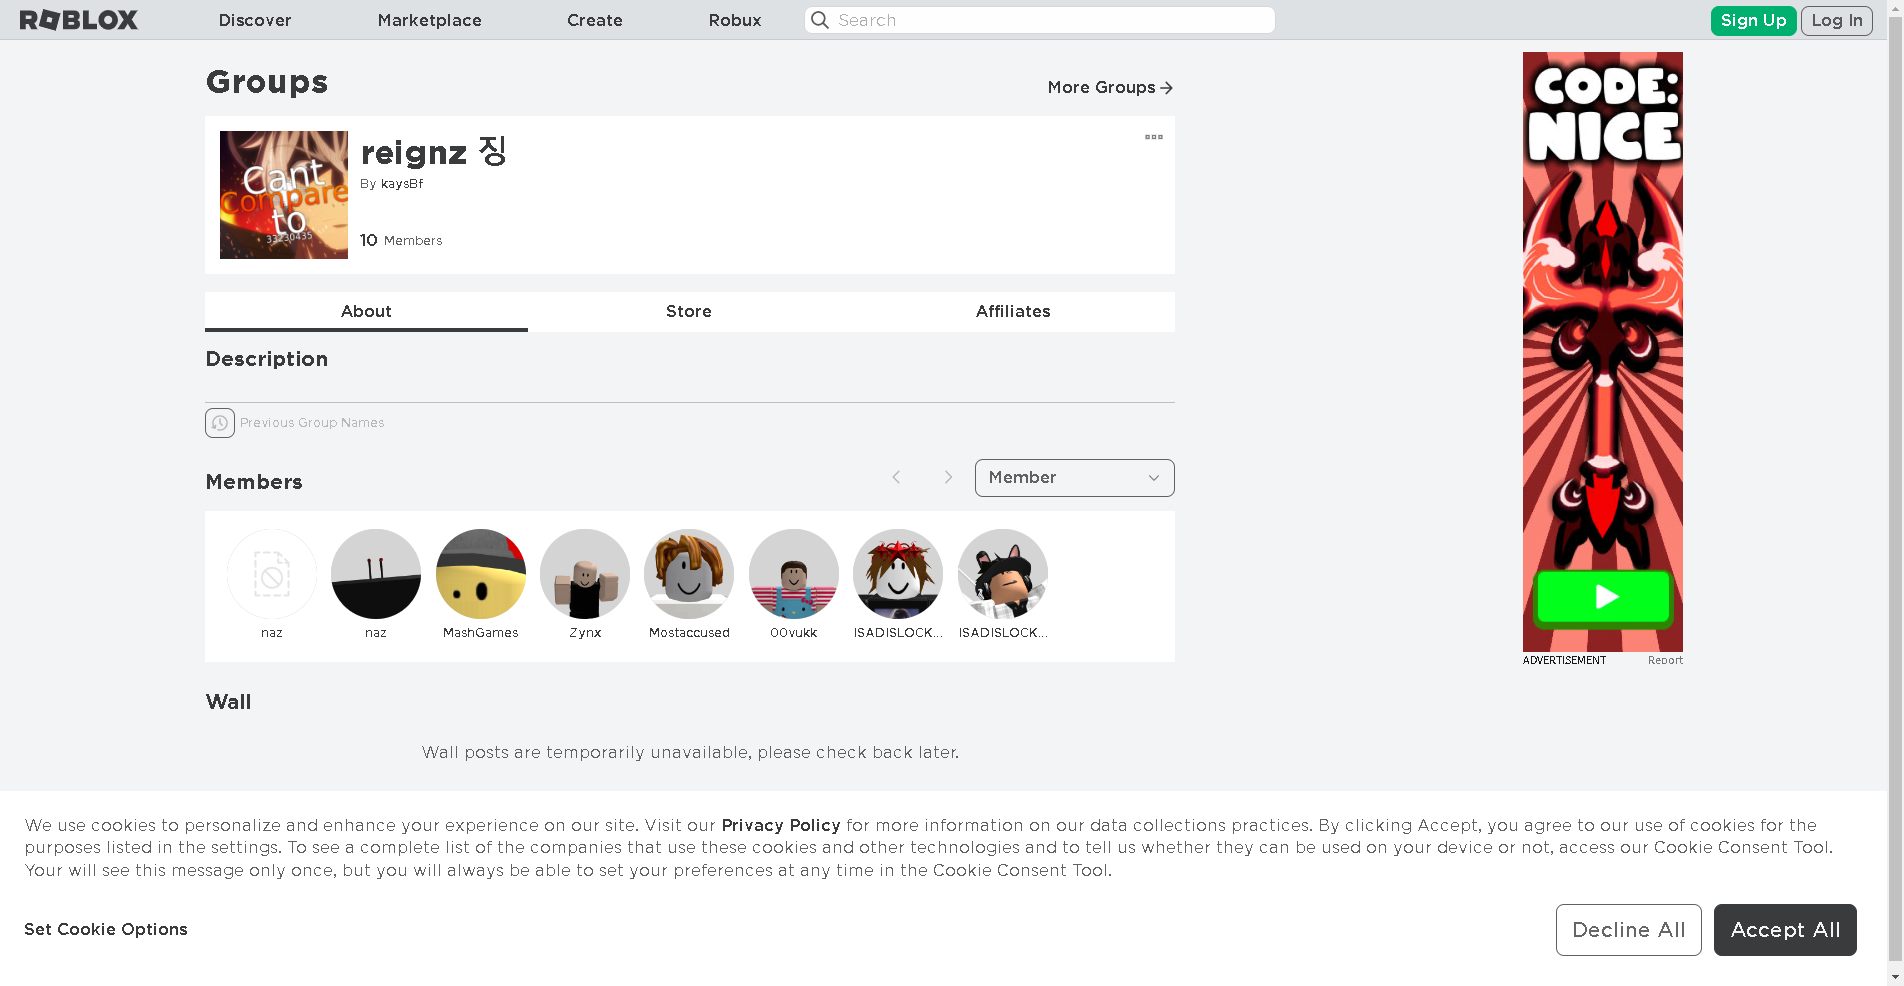 ROBLOX Discover Marketplace Create Robux Search Sign Up Log In
Groups
More Groups
reignz 징
By kaysBf
10 Members
Cant
Compare
to
33230435
About Store Affiliates
Description
Previous Group Names
Members
Member
naz naz MashGames Zynx Mostaccused 00vukk ISADISLOCK... ISADISLOCK...
Wall
Wall posts are temporarily unavailable, please check back later.
CODE:
NICE
ADVERTISEMENT Report
We use cookies to personalize and enhance your experience on our site. Visit our Privacy Policy for more information on our data collections practices. By clicking Accept, you agree to our use of cookies for the
purposes listed in the settings. To see a complete list of the companies that use these cookies and other technologies and to tell us whether they can be used on your device or not, access our Cookie Consent Tool.
Your will see this message only once, but you will always be able to set your preferences at any time in the Cookie Consent Tool.
Set Cookie Options
Decline All Accept All